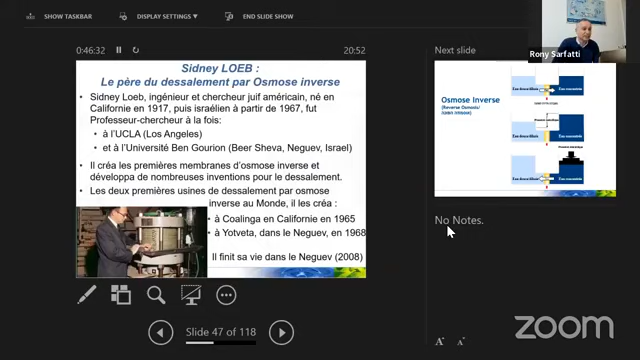 SHOW TASKBAR
DISPLAY SETTINGS
END SLIDE SHOW
0:46:32
20:52
Sidney LOEB :
Le père du dessalement par Osmose inverse
• Sidney Loeb, ingénieur et chercheur juif américain, né en
Californie en 1917, puis israélien à partir de 1967, fut
Professeur-chercheur à la fois:
• à l'UCLA (Los Angeles)
• et à l'Université Ben Gourion (Beer Sheva, Neguev, Israel)
• Il créa les premières membranes d'osmose inverse et
développa de nombreuses inventions pour le dessalement.
• Les deux premières usines de dessalement par osmose
inverse au Monde, il les créa :
• à Coalinga en Californie en 1965
• à Yotveta, dans le Neguev, en 1968
Il finit sa vie dans le Neguev (2008)
Slide 47 of 118
Rony Sarfatti
Next slide
Osmose Inverse
(Reverse Osmosis/
No Notes.
A A
zoom